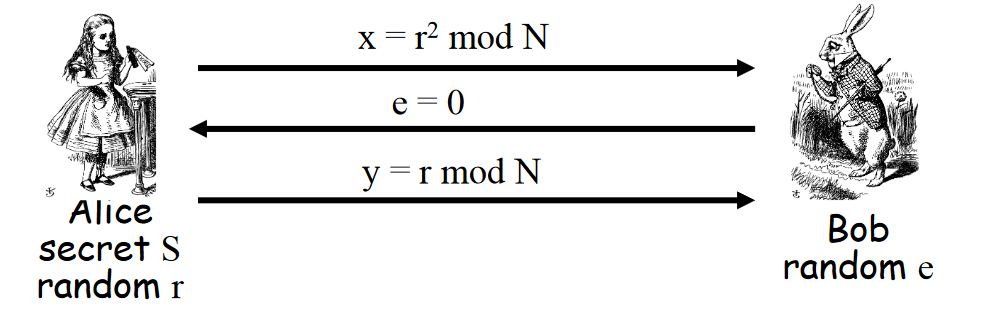 x = r² mod N
e = 0
y = r mod N
Alice
secret S
random r
Bob
random e